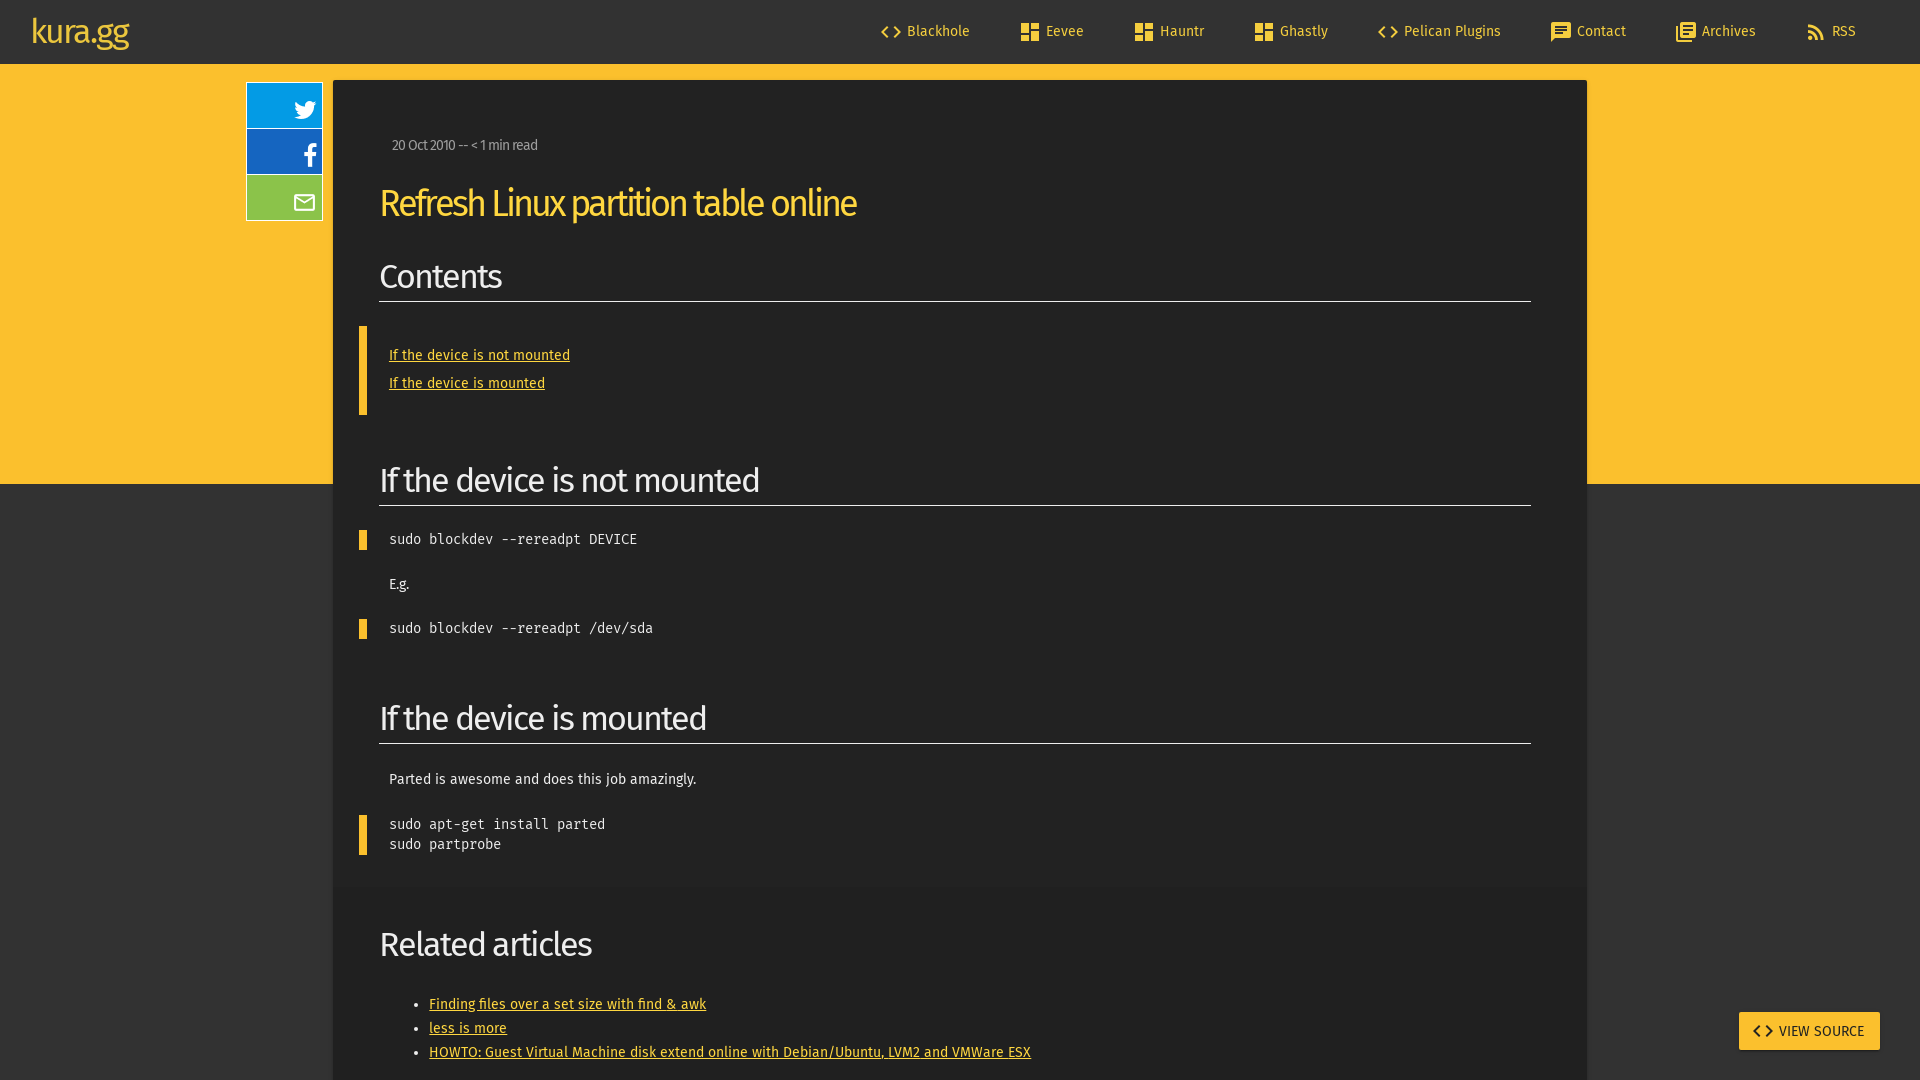 kura.gg
Blackhole
Eevee
Hauntr
Ghastly
Pelican Plugins
Contact
Archives
RSS
20 Oct 2010 -- < 1 min read
Refresh Linux partition table online
Contents
If the device is not mounted
If the device is mounted
If the device is not mounted
sudo blockdev --rereadpt DEVICE
E.g.
sudo blockdev --rereadpt /dev/sda
If the device is mounted
Parted is awesome and does this job amazingly.
sudo apt-get install parted
sudo partprobe
Related articles
Finding files over a set size with find & awk
less is more
HOWTO: Guest Virtual Machine disk extend online with Debian/Ubuntu, LVM2 and VMWare ESX
VIEW SOURCE